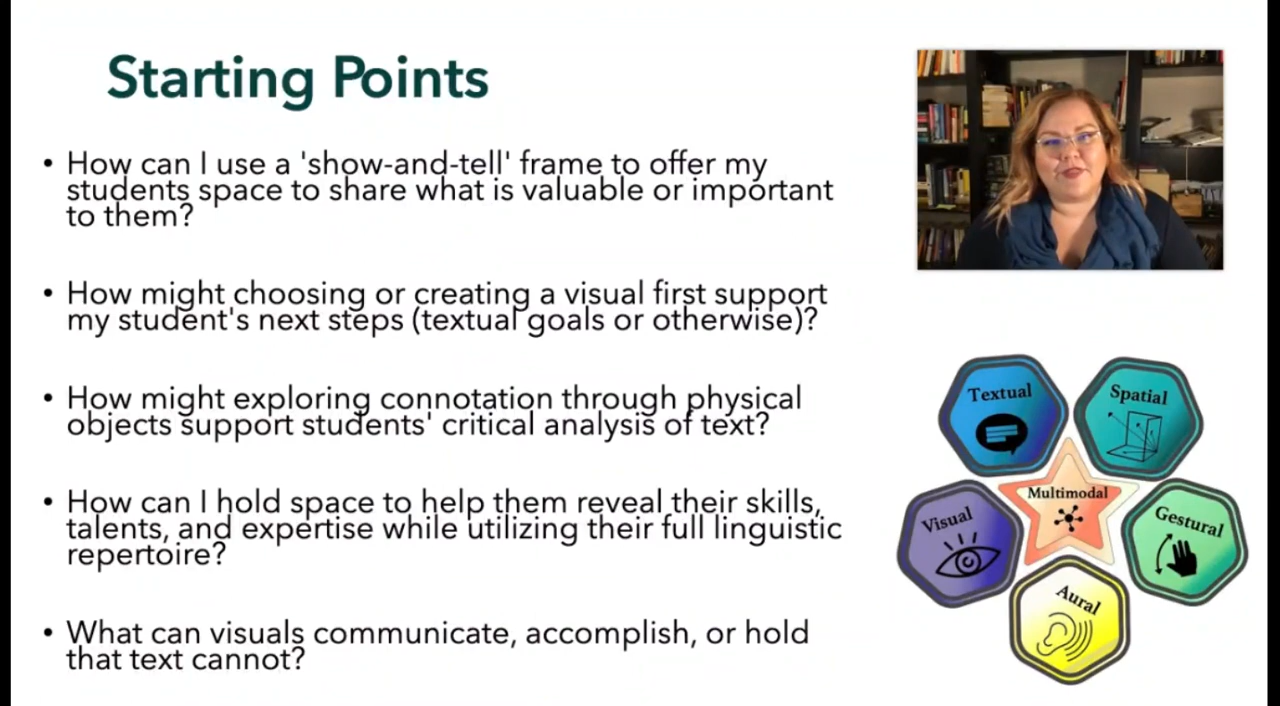 Starting Points
• How can I use a 'show-and-tell' frame to offer my
students space to share what is valuable or important
to them?
• How might choosing or creating a visual first support
my student's next steps (textual goals or otherwise)?
• How might exploring connotation through physical
objects support students' critical analysis of text?
• How can I hold space to help them reveal their skills,
talents, and expertise while utilizing their full linguistic
repertoire?
• What can visuals communicate, accomplish, or hold
that text cannot?
Textual
Spatial
Multimodal
Visual
Gestural
Aural